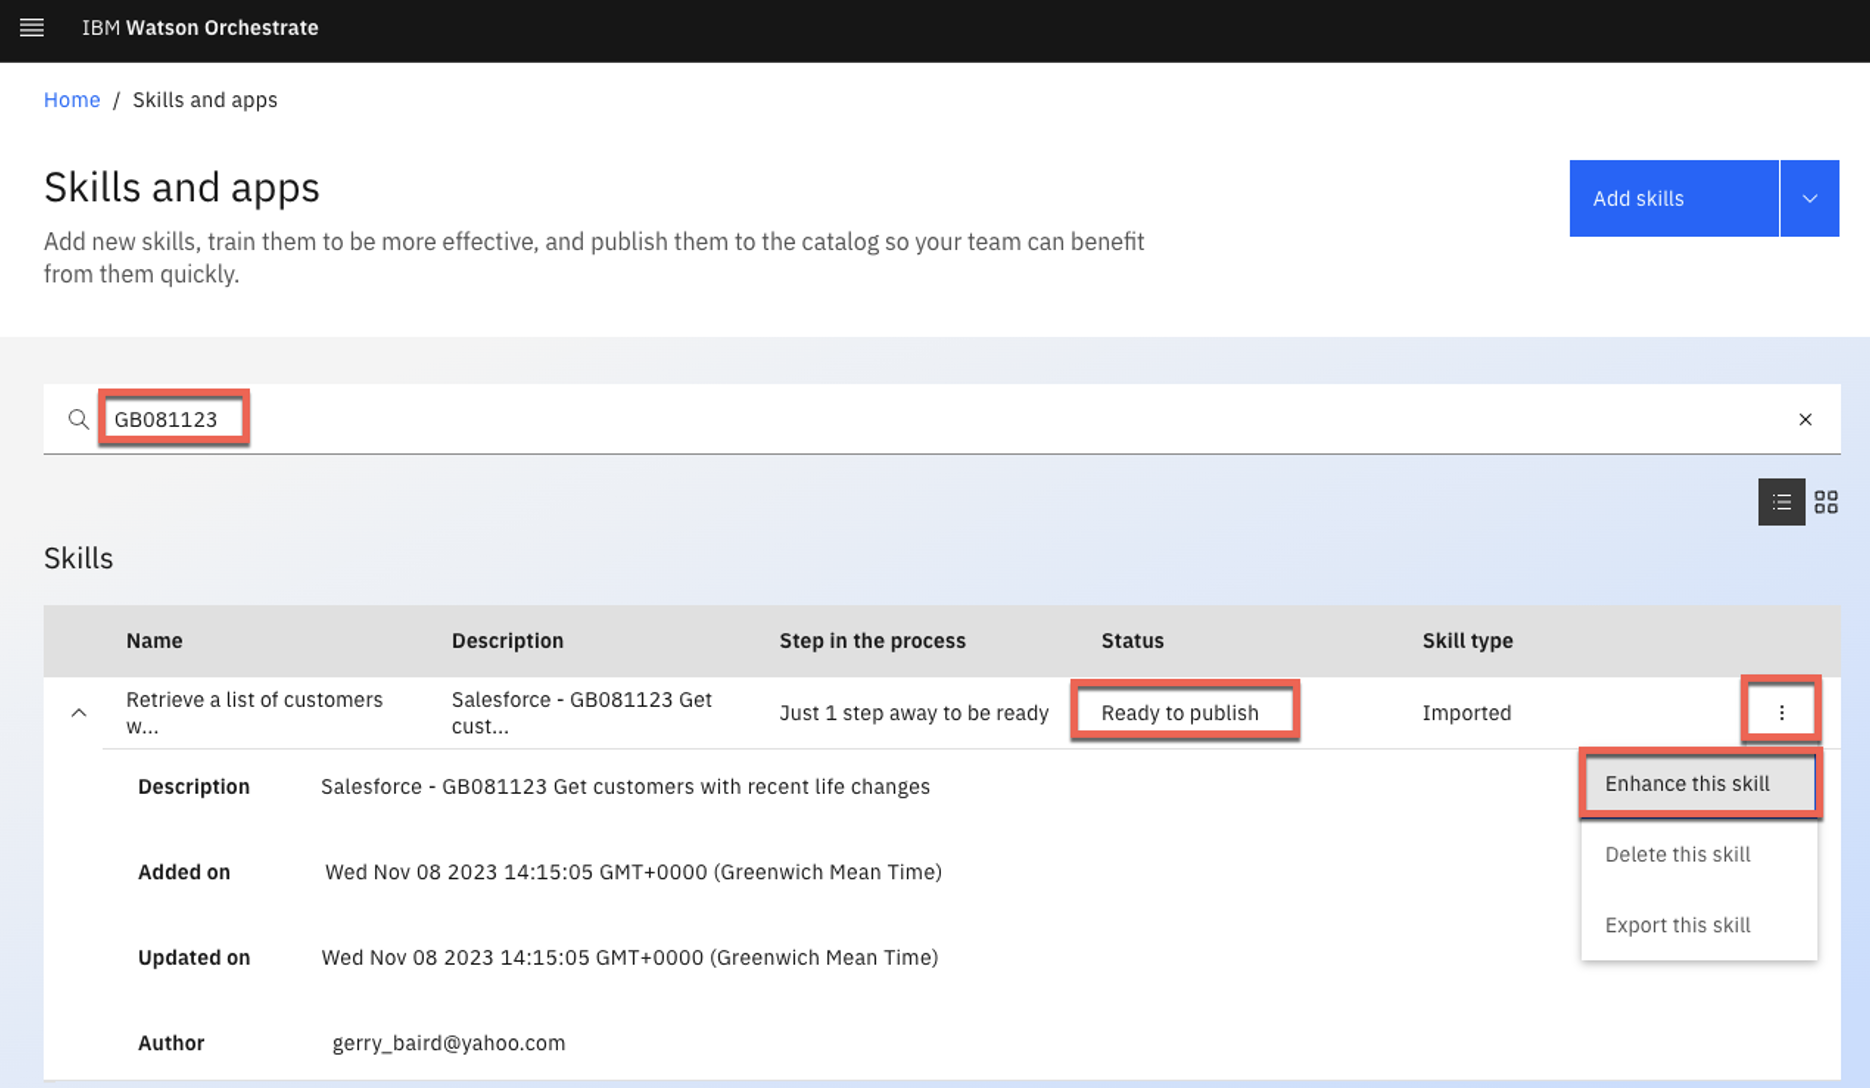 IBM Watson Orchestrate
Home / Skills and apps
Skills and apps
Add skills
Add new skills, train them to be more effective, and publish them to the catalog so your team can benefit
from them quickly.
GB081123
Skills
Name Description Step in the process Status Skill type
Retrieve a list of customers w... Salesforce - GB081123 Get cust... Just 1 step away to be ready Ready to publish Imported
Description Salesforce - GB081123 Get customers with recent life changes
Enhance this skill
Delete this skill
Export this skill
Added on Wed Nov 08 2023 14:15:05 GMT+0000 (Greenwich Mean Time)
Updated on Wed Nov 08 2023 14:15:05 GMT+0000 (Greenwich Mean Time)
Author gerry_baird@yahoo.com